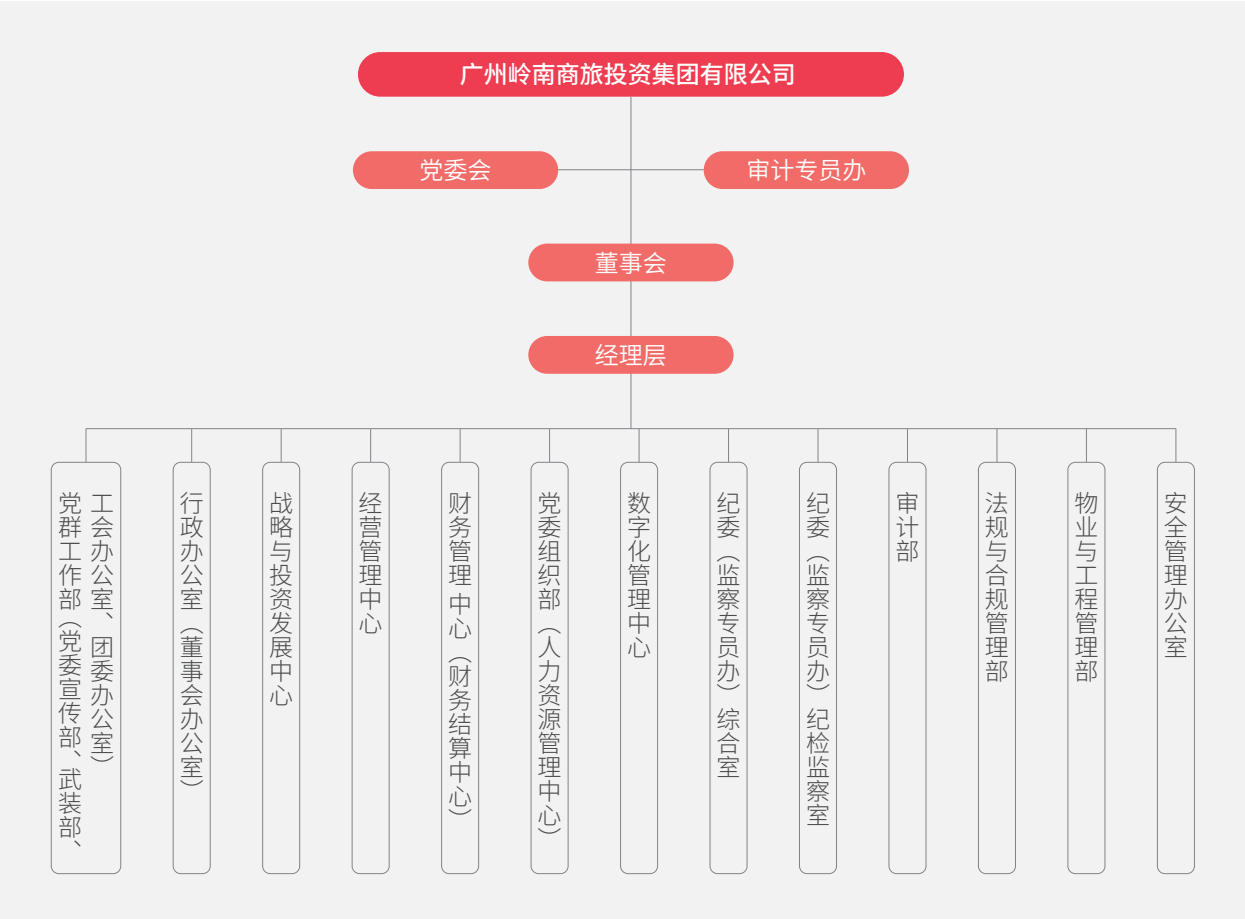 广州岭南商旅投资集团有限公司
党委会
审计专员办
董事会
经理层
党群工作部（党委宣传部、武装部、
工会办公室、团委办公室）
行政办公室（董事会办公室）
战略与投资发展中心
经营管理中心
财务管理 中心（财务结算中心）
党委组织部（人力资源管理中心）
数字化管理中心
纪委（监察专员办）综合室
纪委（监察专员办）纪检监察室
审计部
法规与合规管理部
物业与工程管理部
安全管理办公室